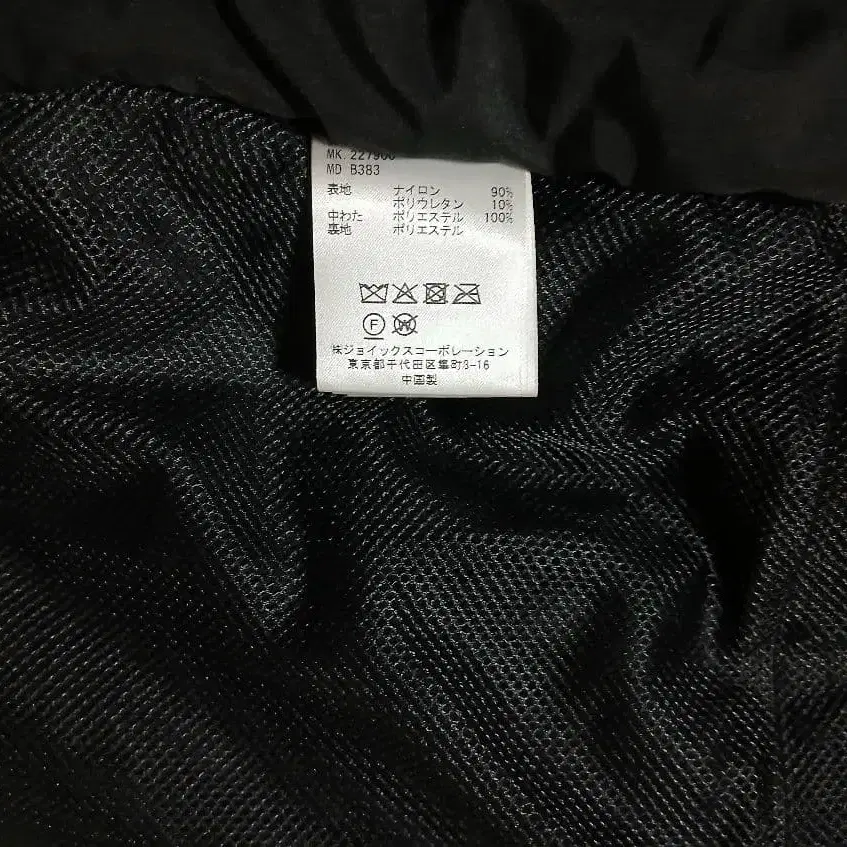 MK. 227900
MD B383
表地 ナイロン 90%
ポリウレタン 10%
中わた ポリエステル 100%
裏地 ポリエステル
F
W
㈱ジョイックスコーポレーション
東京都千代田区隼町3-16
中国製